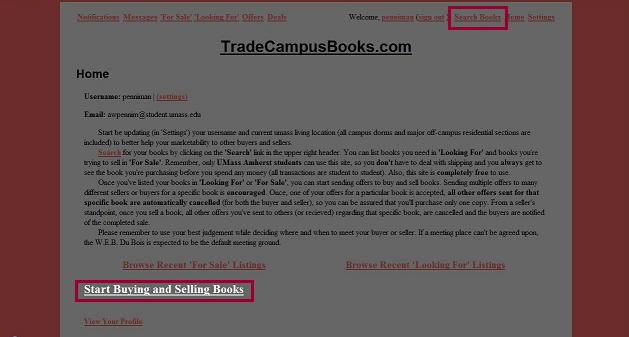 Notifications Messages 'For Sale' 'Looking For' Offers Deals Welcome, penniman (sign out) Search Books Home Settings
TradeCampusBooks.com
Home
Username: penniman | (settings)
Email: awpennim@student.umass.edu
Start be updating (in 'Settings') your username and current umass living location (all campus dorms and major off-campus residential sections are
included) to better help your marketability to other buyers and sellers.
Search for your books by clicking on the 'Search' link in the upper right header. You can list books you need in 'Looking For' and books you're
trying to sell in 'For Sale'. Remember, only UMass Amherst students can use this site, so you don't have to deal with shipping and you always get to
see the book you're purchasing before you spend any money (all transactions are student to student). Also, this site is completely free to use.
Once you've listed your books in 'Looking For' or 'For Sale', you can start sending offers to buy and sell books. Sending multiple offers to many
different sellers or buyers for a specific book is encouraged. Once, one of your offers for a particular book is accepted, all other offers sent for that
specific book are automatically cancelled (for both the buyer and seller), so you can be assured that you'll purchase only one copy. From a seller's
standpoint, once you sell a book, all other offers you've sent to others (or recieved) regarding that specific book, are cancelled and the buyers are notified
of the completed sale.
Please remember to use your best judgement while deciding where and when to meet your buyer or seller. If a meeting place can't be agreed upon,
the W.E.B. Du Bois is expected to be the default meeting ground.
Browse Recent 'For Sale' Listings Browse Recent 'Looking For' Listings
Start Buying and Selling Books
View Your Profile